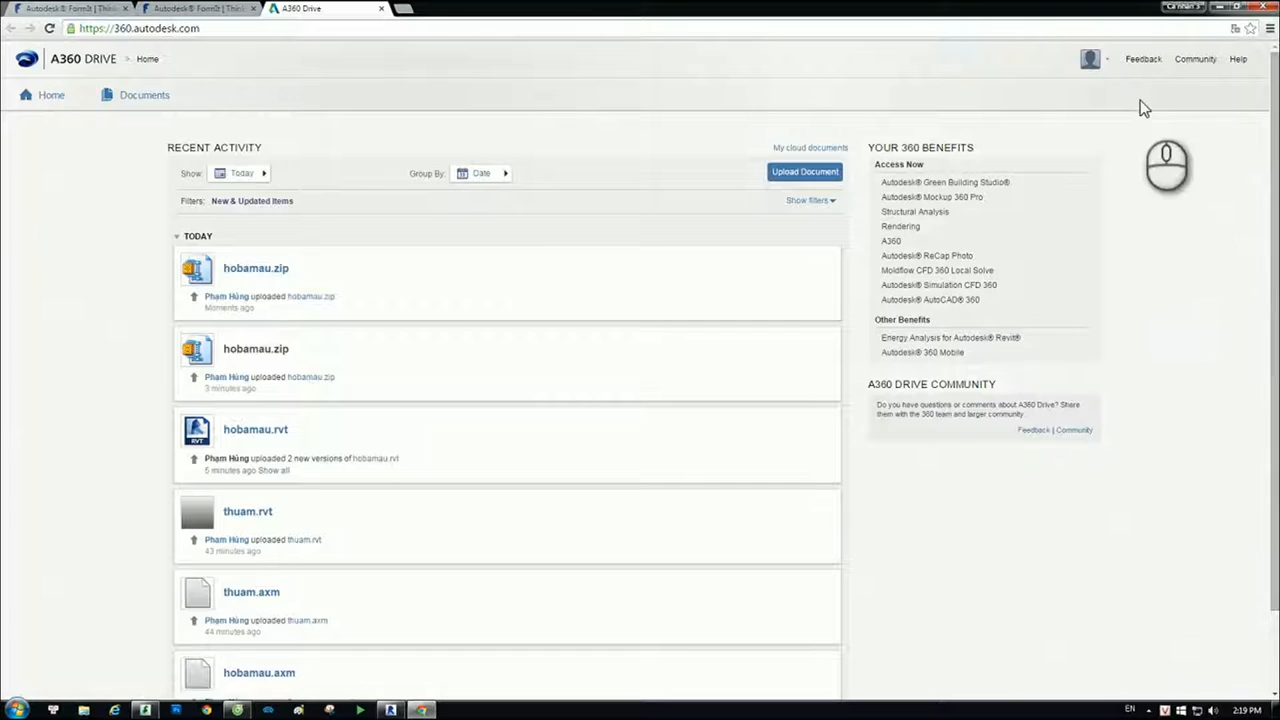 Autodesk® FormIt | Think
Autodesk® FormIt | Think
A360 Drive
https://360.autodesk.com
A360 DRIVE > Home
Feedback Community Help
Home Documents
RECENT ACTIVITY
My cloud documents
Show: Today
Group By: Date
Upload Document
Filters: New & Updated Items
Show filters
TODAY
hobamau.zip
Phạm Hùng uploaded hobamau.zip
Moments ago
hobamau.zip
Phạm Hùng uploaded hobamau.zip
3 minutes ago
hobamau.rvt
RVT
Phạm Hùng uploaded 2 new versions of hobamau.rvt
5 minutes ago Show all
thuam.rvt
Phạm Hùng uploaded thuam.rvt
43 minutes ago
thuam.axm
Phạm Hùng uploaded thuam.axm
44 minutes ago
hobamau.axm
YOUR 360 BENEFITS
Access Now
Autodesk® Green Building Studio®
Autodesk® Mockup 360 Pro
Structural Analysis
Rendering
A360
Autodesk® ReCap Photo
Moldflow CFD 360 Local Solve
Autodesk® Simulation CFD 360
Autodesk® AutoCAD® 360
Other Benefits
Energy Analysis for Autodesk® Revit®
Autodesk® 360 Mobile
A360 DRIVE COMMUNITY
Do you have questions or comments about A360 Drive? Share
them with the 360 team and larger community.
Feedback | Community
EN
2:19 PM